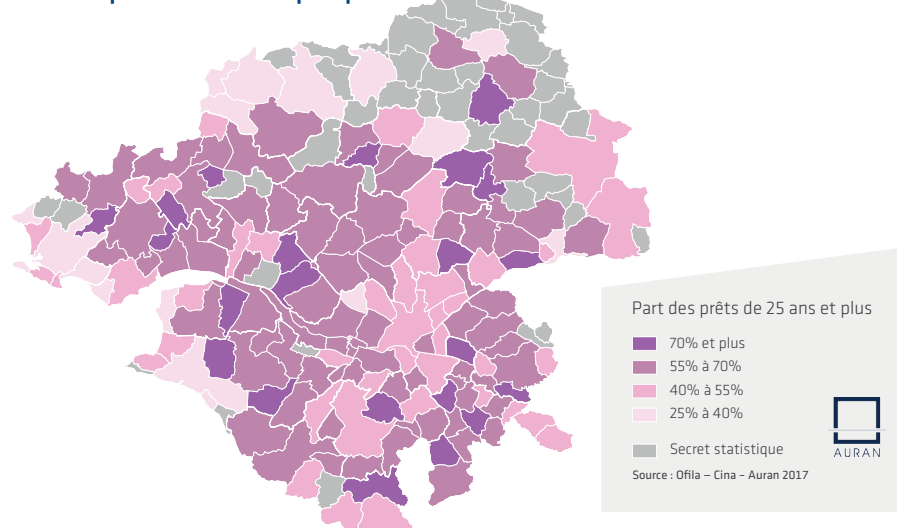 Part des prêts de 25 ans et plus
70% et plus
55% à 70%
40% à 55%
25% à 40%
Secret statistique
Source : Ofila – Cina – Auran 2017
AURAN